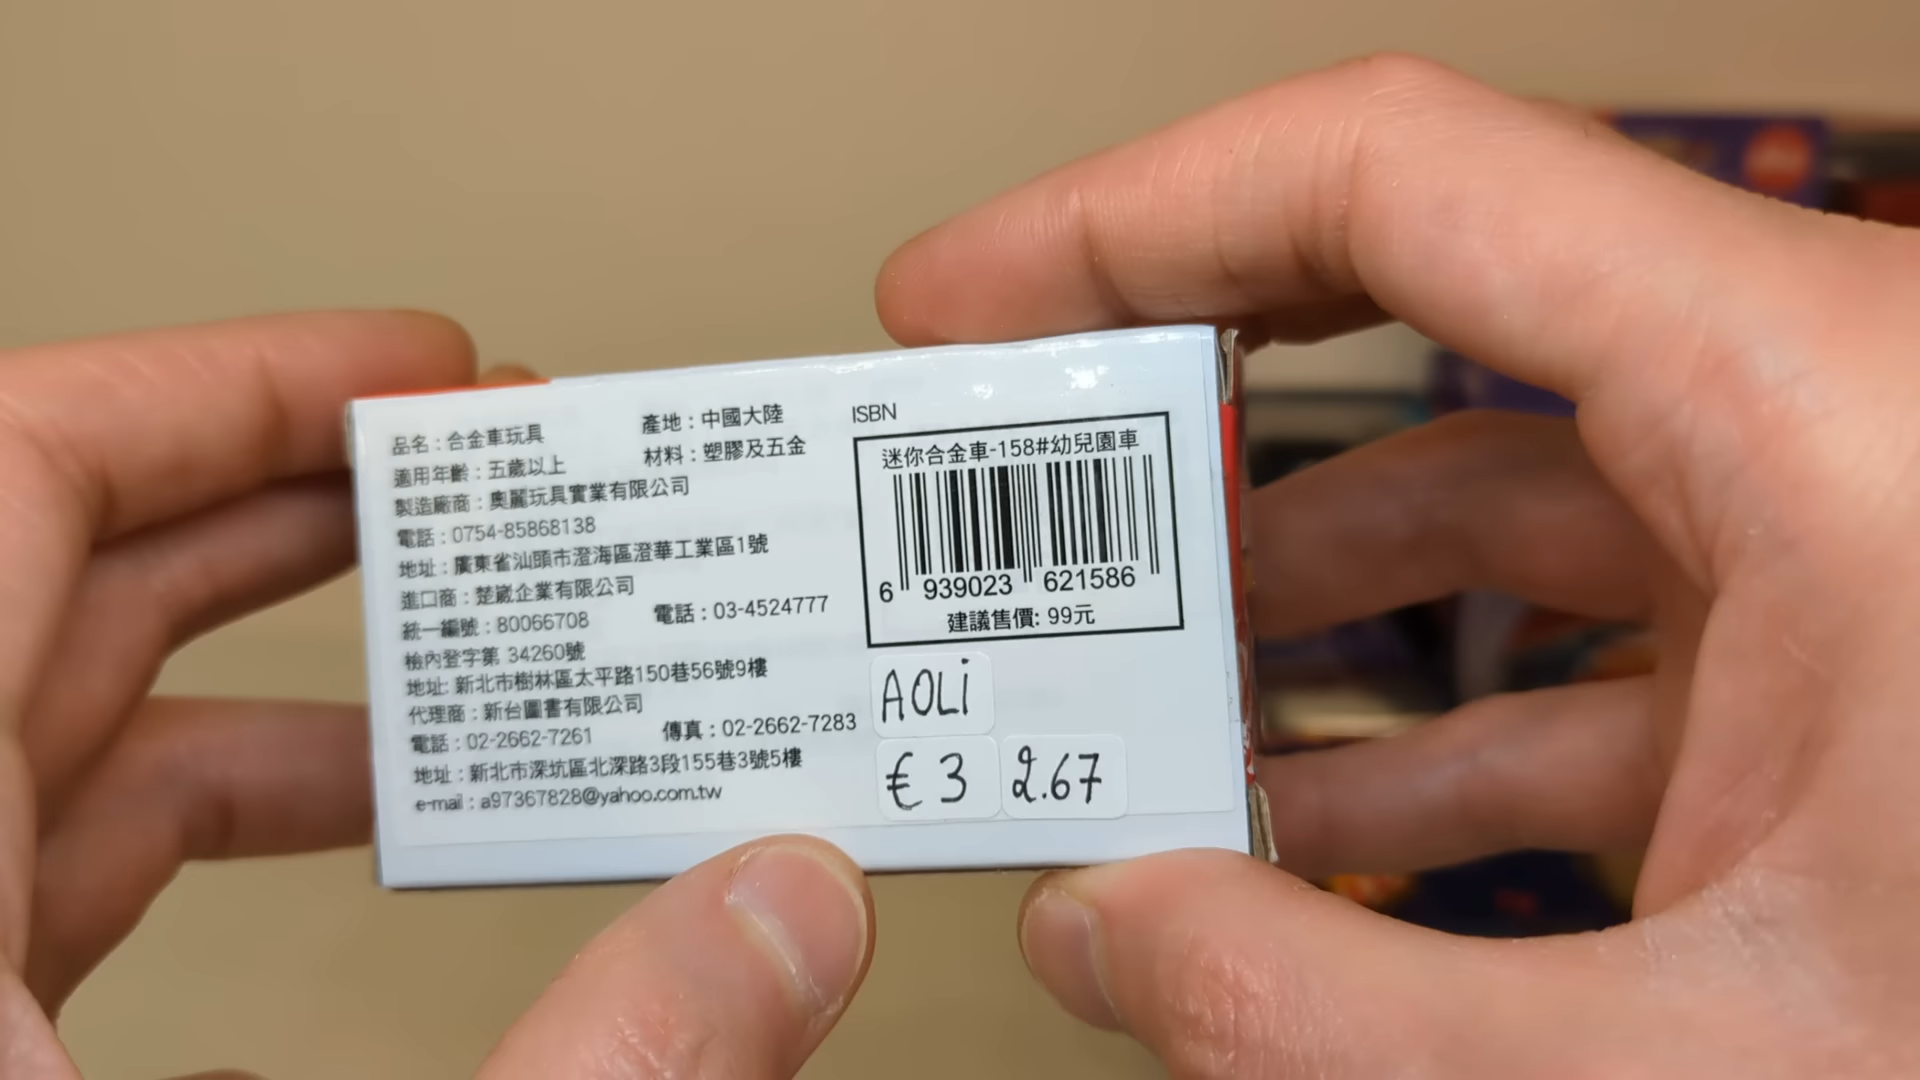 品名：合金車玩具 產地：中國大陸
適用年齡：五歲以上 材料：塑膠及五金
製造廠商：奧麗玩具實業有限公司
電話：0754-85868138
地址：廣東省汕頭市澄海區澄華工業區1號
進口商：楚崴企業有限公司
統一編號：80066708 電話：03-4524777
檢內登字第 34260號
地址: 新北市樹林區太平路150巷56號9樓
代理商：新台圖書有限公司
電話：02-2662-7261 傳真：02-2662-7283
地址：新北市深坑區北深路3段155巷3號5樓
e-mail：a97367828@yahoo.com.tw
ISBN
迷你合金車-158#幼兒園車
6 939023 621586
建議售價: 99元
AOLi
€ 3 2.67